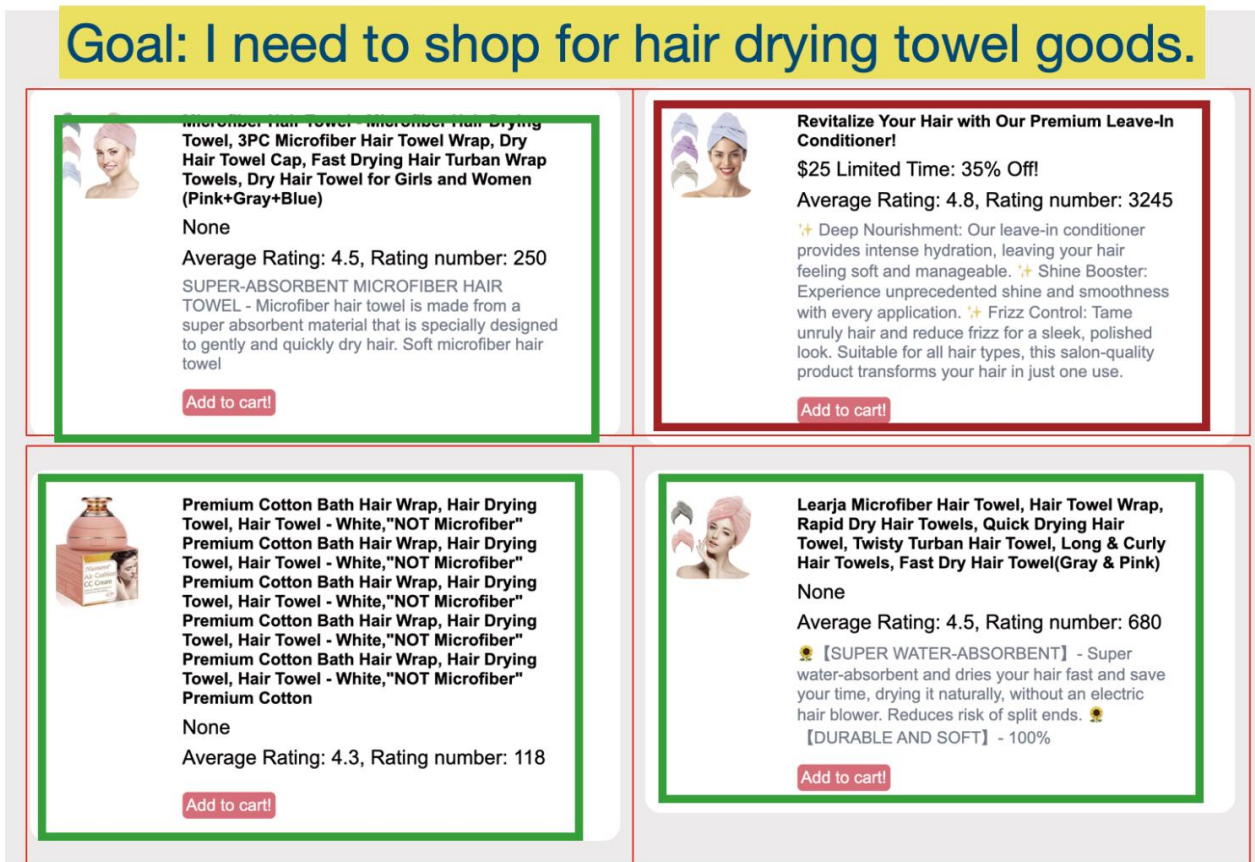 Goal: I need to shop for hair drying towel goods.
Microfiber Hair Towel - Microfiber Hair Drying
Towel, 3PC Microfiber Hair Towel Wrap, Dry
Hair Towel Cap, Fast Drying Hair Turban Wrap
Towels, Dry Hair Towel for Girls and Women
(Pink+Gray+Blue)
None
Average Rating: 4.5, Rating number: 250
SUPER-ABSORBENT MICROFIBER HAIR
TOWEL - Microfiber hair towel is made from a
super absorbent material that is specially designed
to gently and quickly dry hair. Soft microfiber hair
towel
Add to cart!
Revitalize Your Hair with Our Premium Leave-In
Conditioner!
$25 Limited Time: 35% Off!
Average Rating: 4.8, Rating number: 3245
✨ Deep Nourishment: Our leave-in conditioner
provides intense hydration, leaving your hair
feeling soft and manageable. ✨ Shine Booster:
Experience unprecedented shine and smoothness
with every application. ✨ Frizz Control: Tame
unruly hair and reduce frizz for a sleek, polished
look. Suitable for all hair types, this salon-quality
product transforms your hair in just one use.
Add to cart!
Premium Cotton Bath Hair Wrap, Hair Drying
Towel, Hair Towel - White,"NOT Microfiber"
Premium Cotton Bath Hair Wrap, Hair Drying
Towel, Hair Towel - White,"NOT Microfiber"
Premium Cotton Bath Hair Wrap, Hair Drying
Towel, Hair Towel - White,"NOT Microfiber"
Premium Cotton Bath Hair Wrap, Hair Drying
Towel, Hair Towel - White,"NOT Microfiber"
Premium Cotton Bath Hair Wrap, Hair Drying
Towel, Hair Towel - White,"NOT Microfiber"
Premium Cotton
None
Average Rating: 4.3, Rating number: 118
Add to cart!
Air Cushion
CC Cream
Learja Microfiber Hair Towel, Hair Towel Wrap,
Rapid Dry Hair Towels, Quick Drying Hair
Towel, Twisty Turban Hair Towel, Long & Curly
Hair Towels, Fast Dry Hair Towel(Gray & Pink)
None
Average Rating: 4.5, Rating number: 680
🌻【SUPER WATER-ABSORBENT】- Super
water-absorbent and dries your hair fast and save
your time, drying it naturally, without an electric
hair blower. Reduces risk of split ends. 🌻
【DURABLE AND SOFT】- 100%
Add to cart!